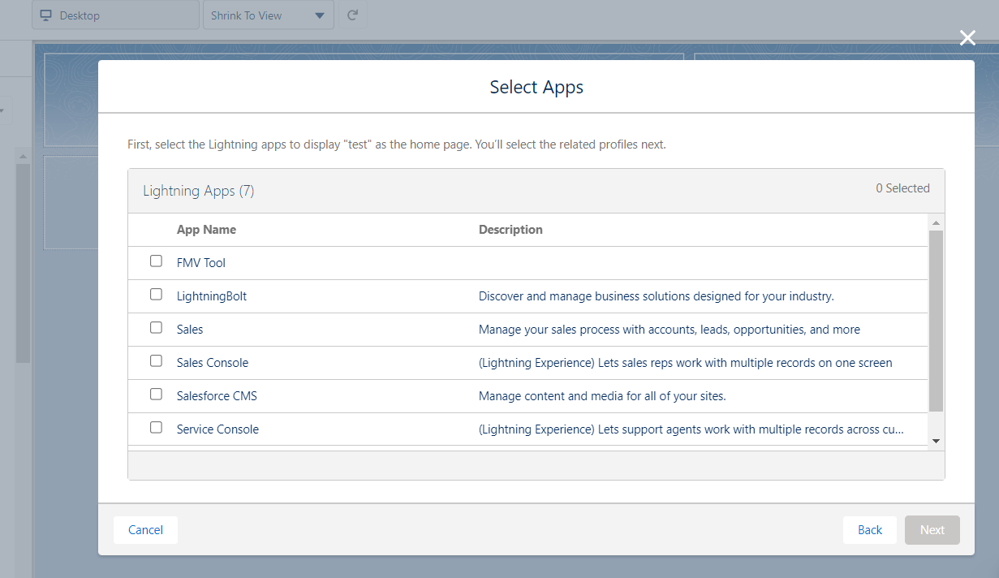 Desktop
Shrink To View
Select Apps
First, select the Lightning apps to display "test" as the home page. You'll select the related profiles next.
Lightning Apps (7)
0 Selected
App Name Description
FMV Tool
LightningBolt Discover and manage business solutions designed for your industry.
Sales Manage your sales process with accounts, leads, opportunities, and more
Sales Console (Lightning Experience) Lets sales reps work with multiple records on one screen
Salesforce CMS Manage content and media for all of your sites.
Service Console (Lightning Experience) Lets support agents work with multiple records across cu...
Cancel Back Next